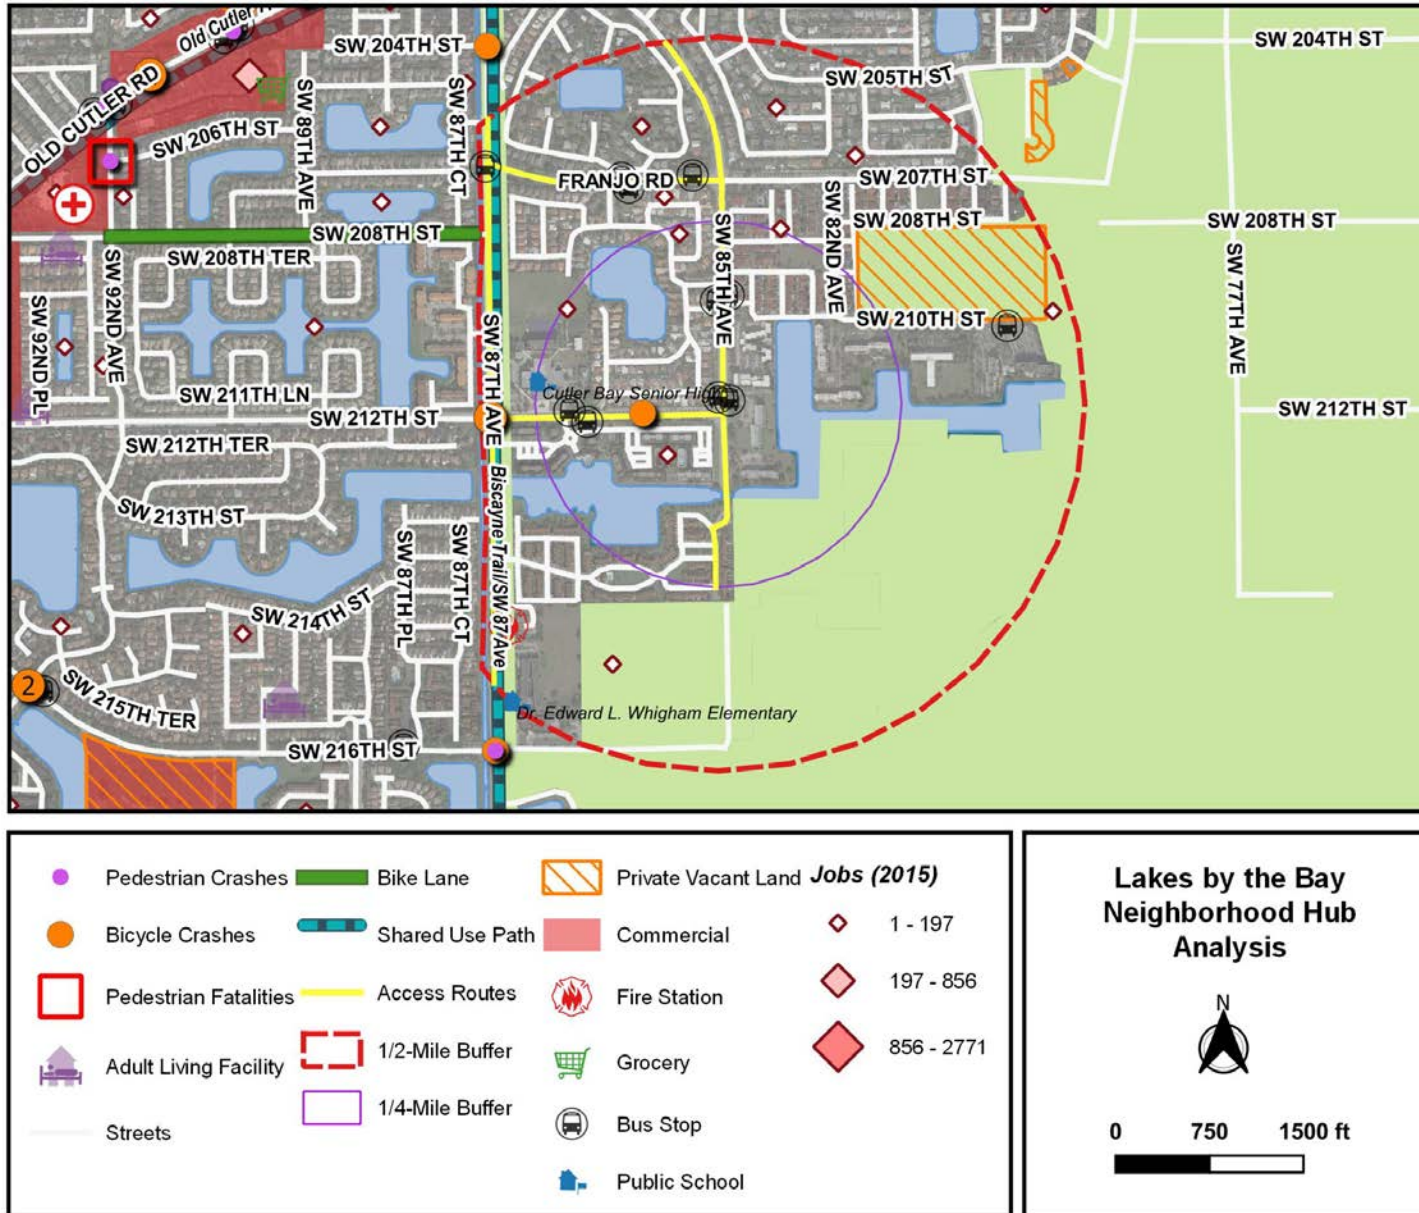 Old Cutler
SW 204TH ST
SW 204TH ST
SW 205TH ST
OLD CUTLER RD
SW 206TH ST
SW 89TH AVE
SW 87TH CT
FRANJO RD
SW 207TH ST
SW 208TH ST
SW 208TH ST
SW 208TH ST
SW 208TH TER
SW 85TH AVE
SW 82ND AVE
SW 77TH AVE
SW 210TH ST
SW 92ND PL
SW 92ND AVE
SW 87TH AVE
SW 211TH LN
Cutler Bay Senior High
SW 212TH ST
SW 212TH ST
SW 212TH TER
SW 213TH ST
SW 87TH PL
SW 87TH CT
Biscayne Trail/SW 87/Ave
SW 214TH ST
2
SW 215TH TER
Dr. Edward L. Whigham Elementary
SW 216TH ST
Pedestrian Crashes
Bicycle Crashes
Pedestrian Fatalities
Adult Living Facility
Streets
Bike Lane
Shared Use Path
Access Routes
1/2-Mile Buffer
1/4-Mile Buffer
Private Vacant Land
Commercial
Fire Station
Grocery
Bus Stop
Public School
Jobs (2015)
1 - 197
197 - 856
856 - 2771
Lakes by the Bay
Neighborhood Hub
Analysis
N
0 750 1500 ft